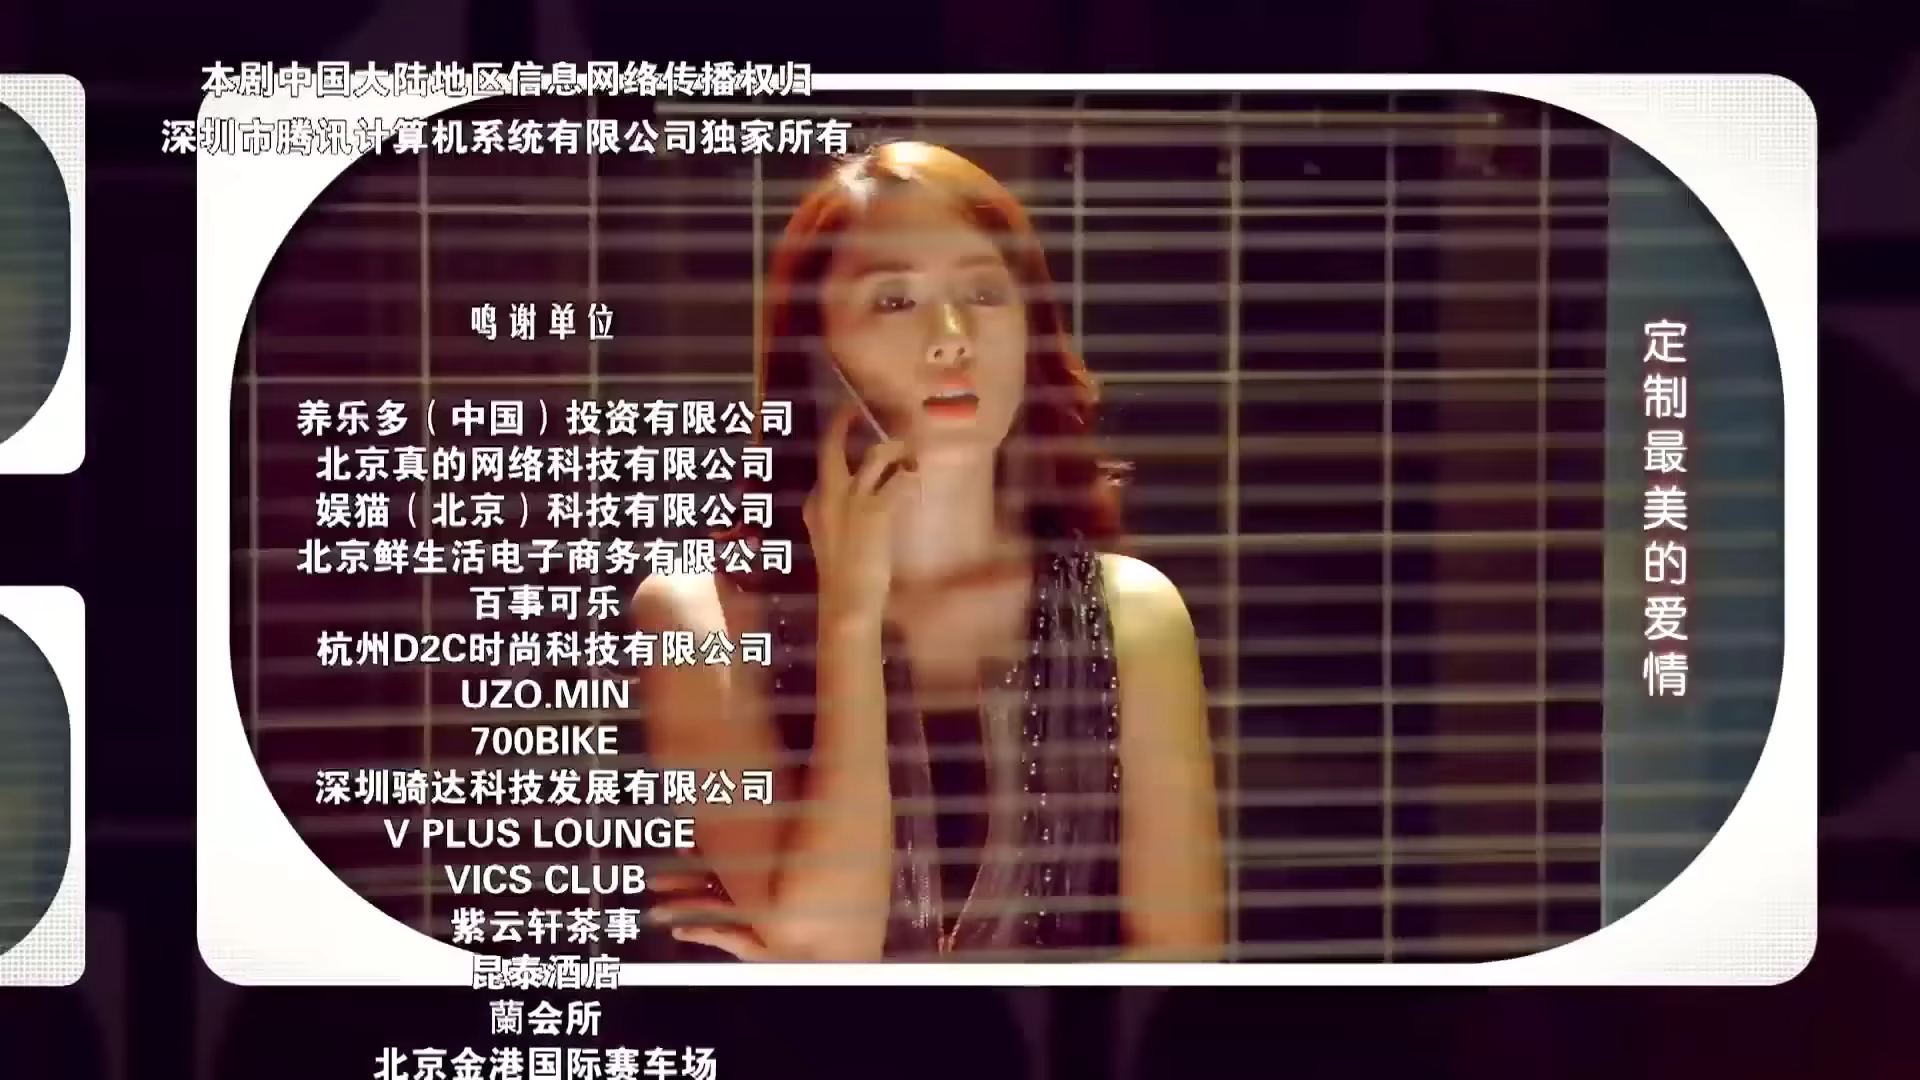 本剧中国大陆地区信息网络传播权归
深圳市腾讯计算机系统有限公司独家所有
鸣谢单位
养乐多（中国）投资有限公司
北京真的网络科技有限公司
娱猫（北京）科技有限公司
北京鲜生活电子商务有限公司
百事可乐
杭州D2C时尚科技有限公司
UZO.MIN
700BIKE
深圳骑达科技发展有限公司
V PLUS LOUNGE
VICS CLUB
紫云轩茶事
昆泰酒店
蘭会所
北京金港国际赛车场
定制最美的爱情